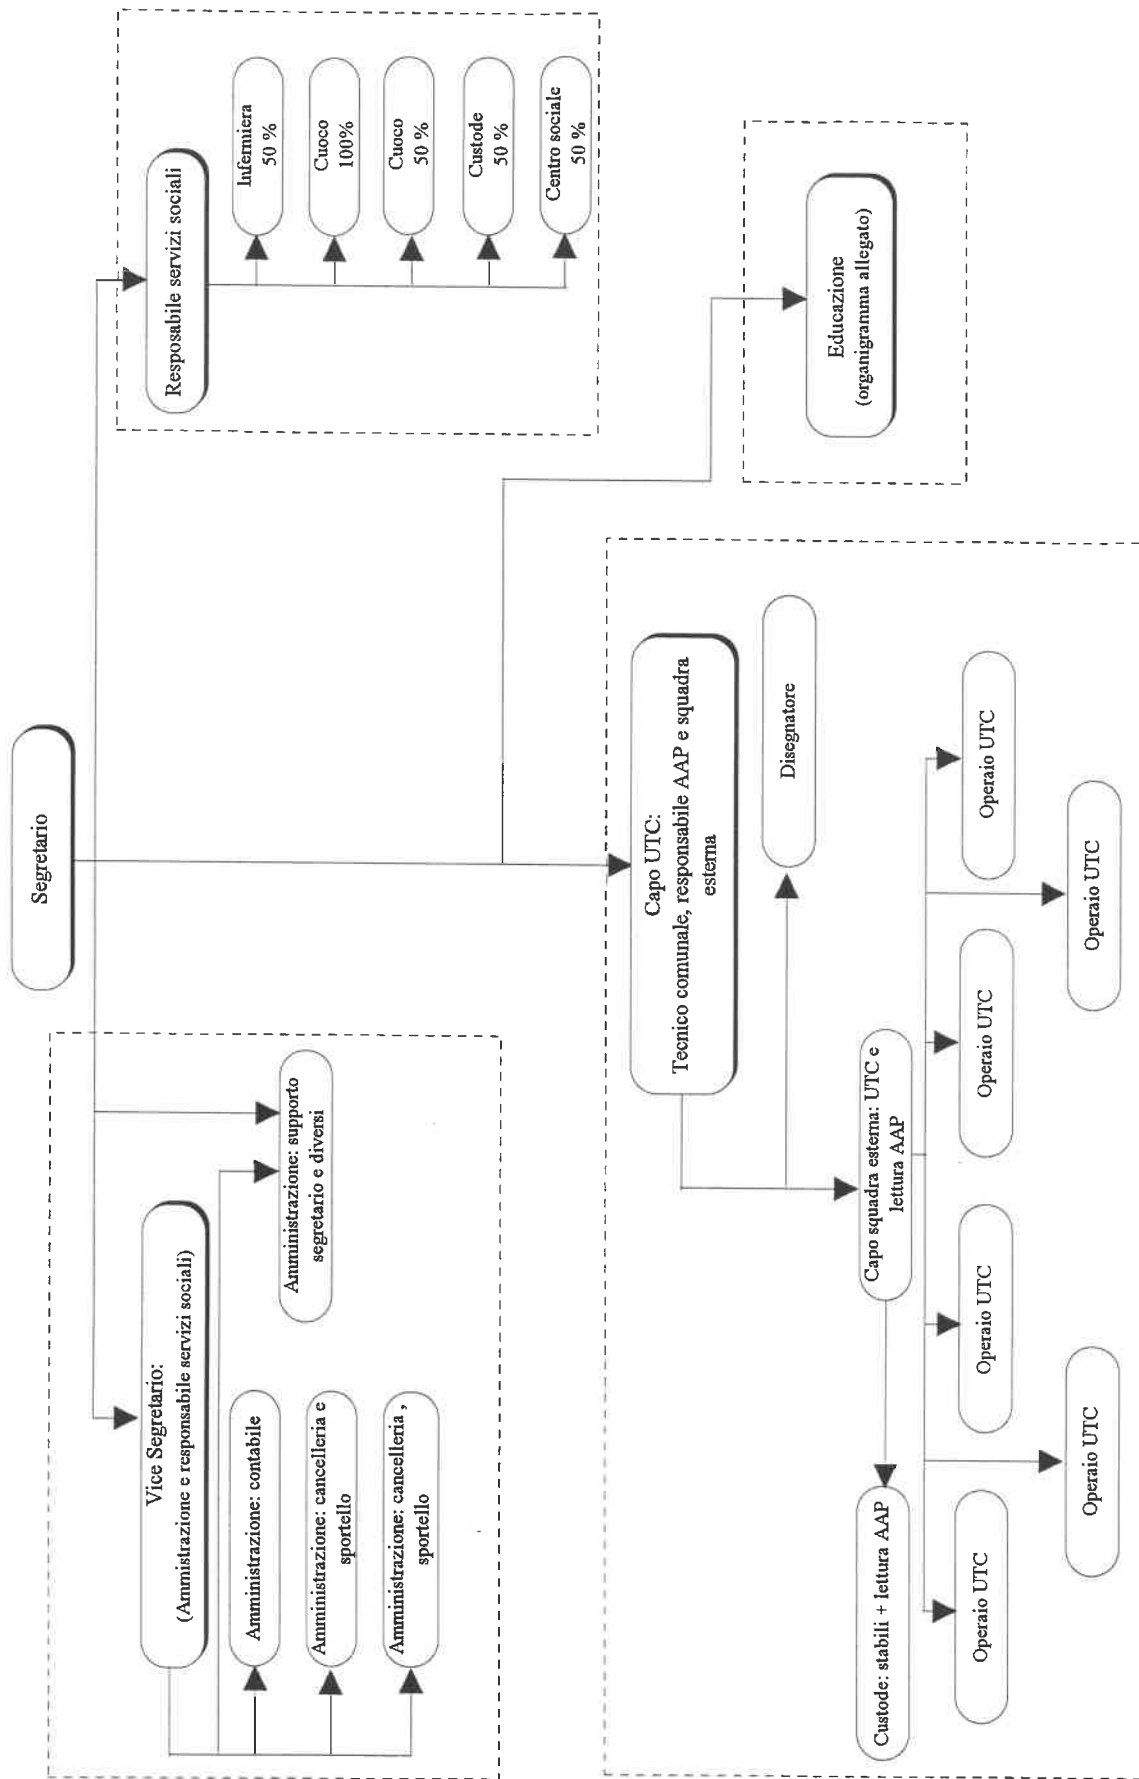 Segretario
Vice Segretario:
(Ammistrazione e responsabile servizi sociali)
Amministrazione: contabile
Amministrazione: cancelleria e
sportello
Amministrazione: cancelleria ,
sportello
Amministrazione: supporto
segretario e diversi
Resposabile servizi sociali
Infermiera
50 %
Cuoco
100%
Cuoco
50 %
Custode
50 %
Centro sociale
50 %
Capo UTC:
Tecnico comunale, responsabile AAP e squadra
esterna
Disegnatore
Educazione
(organigramma allegato)
Custode: stabili + lettura AAP
Capo squadra esterna: UTC e
lettura AAP
Operaio UTC
Operaio UTC
Operaio UTC
Operaio UTC
Operaio UTC
Operaio UTC